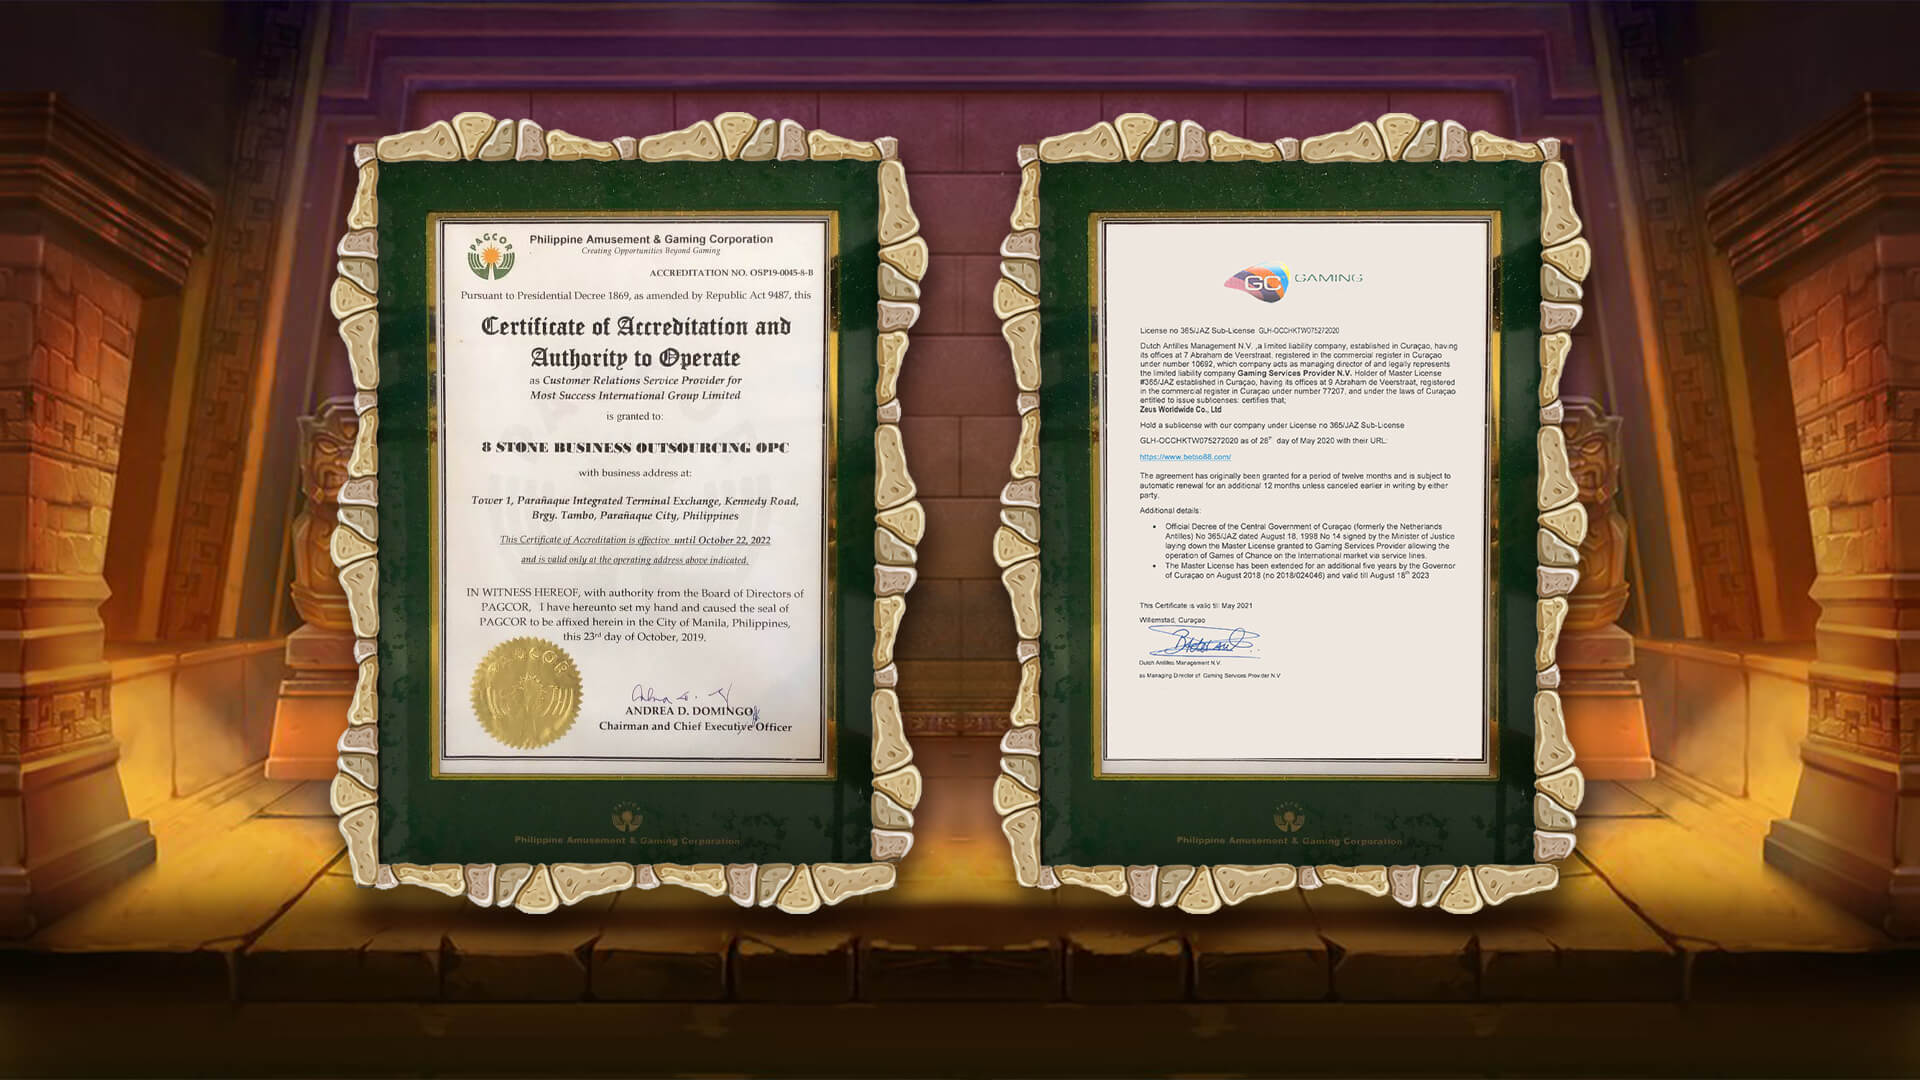 PAGCOR
Philippine Amusement & Gaming Corporation
Creating Opportunities Beyond Gaming
ACCREDITATION NO. OSP19-0045-8-B
Pursuant to Presidential Decree 1869, as amended by Republic Act 9487, this
Certificate of Accreditation and
Authority to Operate
as Customer Relations Service Provider for
Most Success International Group Limited
is granted to:
8 STONE BUSINESS OUTSOURCING OPC
with business address at:
Tower 1, Parañaque Integrated Terminal Exchange, Kennedy Road,
Brgy. Tambo, Parañaque City, Philippines
This Certificate of Accreditation is effective until October 22, 2022
and is valid only at the operating address above indicated.
IN WITNESS HEREOF, with authority from the Board of Directors of
PAGCOR, I have hereunto set my hand and caused the seal of
PAGCOR to be affixed herein in the City of Manila, Philippines,
this 23rd day of October, 2019.
PAGCOR
ANDREA D. DOMINGO
Chairman and Chief Executive Officer
PAGCOR
Philippine Amusement & Gaming Corporation
GC GAMING
License no 365/JAZ Sub-License GLH-OCCHKTW075272020
Dutch Antilles Management N.V. ,a limited liability company, established in Curaçao, having
its offices at 7 Abraham de Veerstraat, registered in the commercial register in Curaçao
under number 10692, which company acts as managing director of and legally represents
the limited liability company Gaming Services Provider N.V. Holder of Master License
#365/JAZ established in Curaçao, having its offices at 9 Abraham de Veerstraat, registered
in the commercial register in Curaçao under number 77207, and under the laws of Curaçao
entitled to issue sublicenses: certifies that;
Zeus Worldwide Co., Ltd
Hold a sublicense with our company under License no 365/JAZ Sub-License
GLH-OCCHKTW075272020 as of 26th day of May 2020 with their URL:
https://www.betso88.com/
The agreement has originally been granted for a period of twelve months and is subject to
automatic renewal for an additional 12 months unless canceled earlier in writing by either
party.
Additional details:
• Official Decree of the Central Government of Curaçao (formerly the Netherlands
Antilles) No 365/JAZ dated August 18, 1998 No 14 signed by the Minister of Justice
laying down the Master License granted to Gaming Services Provider allowing the
operation of Games of Chance on the International market via service lines.
• The Master License has been extended for an additional five years by the Governor
of Curaçao on August 2018 (no 2018/024046) and valid till August 18th 2023
This Certificate is valid til May 2021
Willemstad, Curaçao
Dutch Antilles Management N.V.
as Managing Director of Gaming Services Provider N.V
PAGCOR
Philippine Amusement & Gaming Corporation